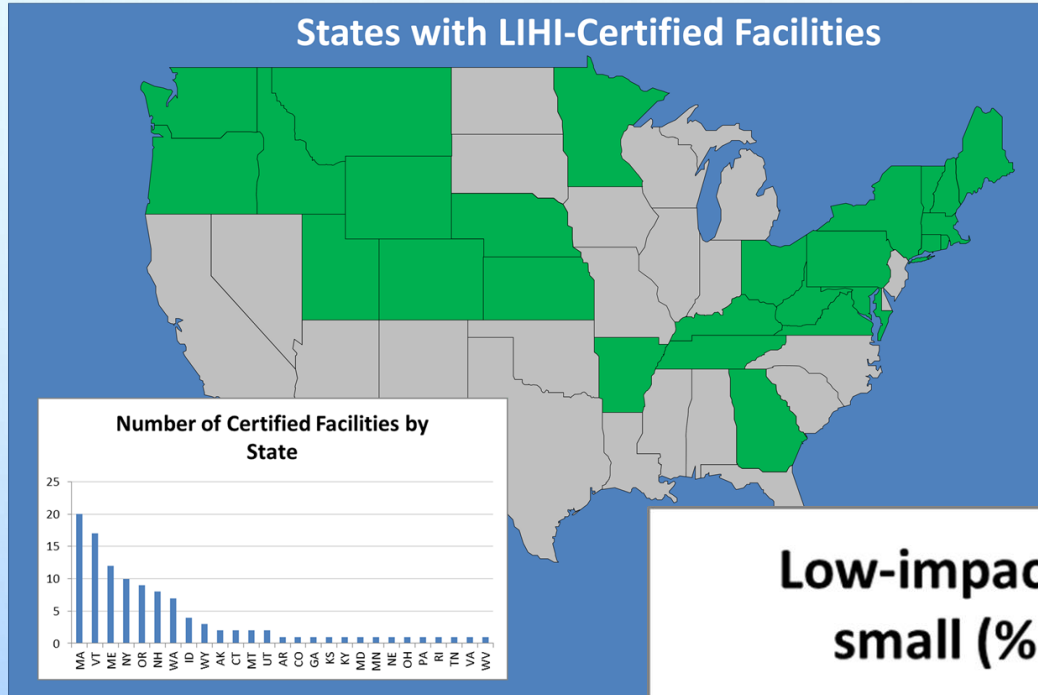 States with LIHI-Certified Facilities
Number of Certified Facilities by
State
25
20
15
10
5
0
MA
VT
ME
NY
OR
NH
WA
ID
WY
AK
CT
MT
UT
AR
CO
GA
KS
KY
MD
MN
NE
OH
PA
RI
TN
VA
WV
Low-impac
small (%